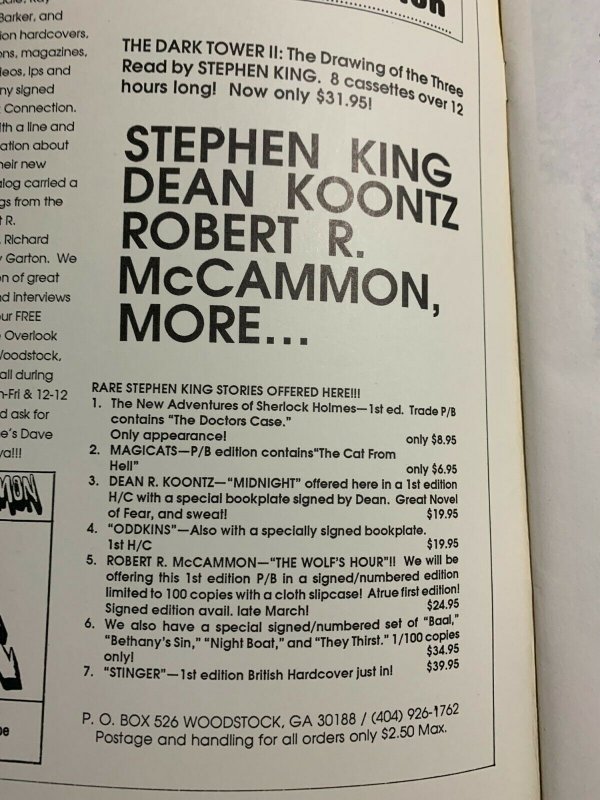 Barker, and
ion hardcovers,
ons, magazines,
leos, lps and
ny signed
Connection.
ith a line and
ation about
heir new
log carried a
gs from the
t R.
Richard
Garton. We
n of great
nd interviews
ur FREE
Overlook
Woodstock,
all during
n-Fri & 12-12
d ask for
e's Dave
ya!!!
MON
THE DARK TOWER II: The Drawing of the Three
Read by STEPHEN KING. 8 cassettes over 12
hours long! Now only $31.95!
STEPHEN KING
DEAN KOONTZ
ROBERT R.
McCAMMON,
MORE...
RARE STEPHEN KING STORIES OFFERED HERE!!!
1. The New Adventures of Sherlock Holmes—1st ed. Trade P/B
contains "The Doctors Case."
Only appearance! only $8.95
2. MAGICATS—P/B edition contains"The Cat From
Hell" only $6.95
3. DEAN R. KOONTZ—"MIDNIGHT" offered here in a 1st edition
H/C with a special bookplate signed by Dean. Great Novel
of Fear, and sweat! $19.95
4. "ODDKINS"—Also with a specially signed bookplate.
1st H/C $19.95
5. ROBERT R. McCAMMON—"THE WOLF'S HOUR"!! We will be
offering this 1st edition P/B in a signed/numbered edition
limited to 100 copies with a cloth slipcase! Atrue first edition!
Signed edition avail. late March! $24.95
6. We also have a special signed/numbered set of "Baal,"
"Bethany's Sin," "Night Boat," and "They Thirst." 1/100 copies
only! $34.95
7. "STINGER"—1st edition British Hardcover just in! $39.95
P. O. BOX 526 WOODSTOCK, GA 30188 / (404) 926-1762
Postage and handling for all orders only $2.50 Max.